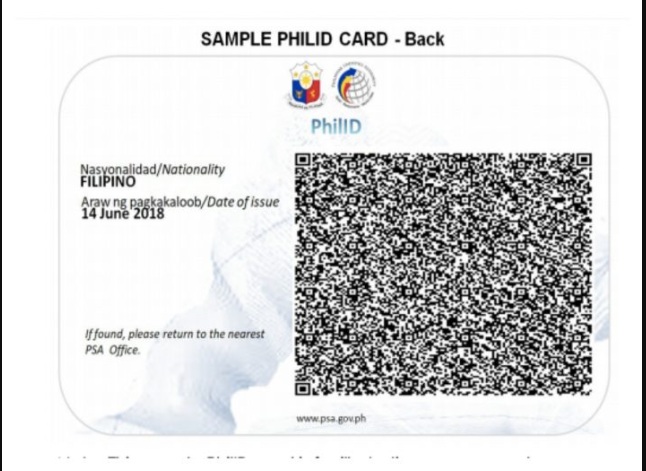 SAMPLE PHILID CARD - Back
PhilID
Nasyonalidad/Nationality
FILIPINO
Araw ng pagkakaloob/Date of issue
14 June 2018
If found, please return to the nearest
PSA Office.
www.psa.gov.ph